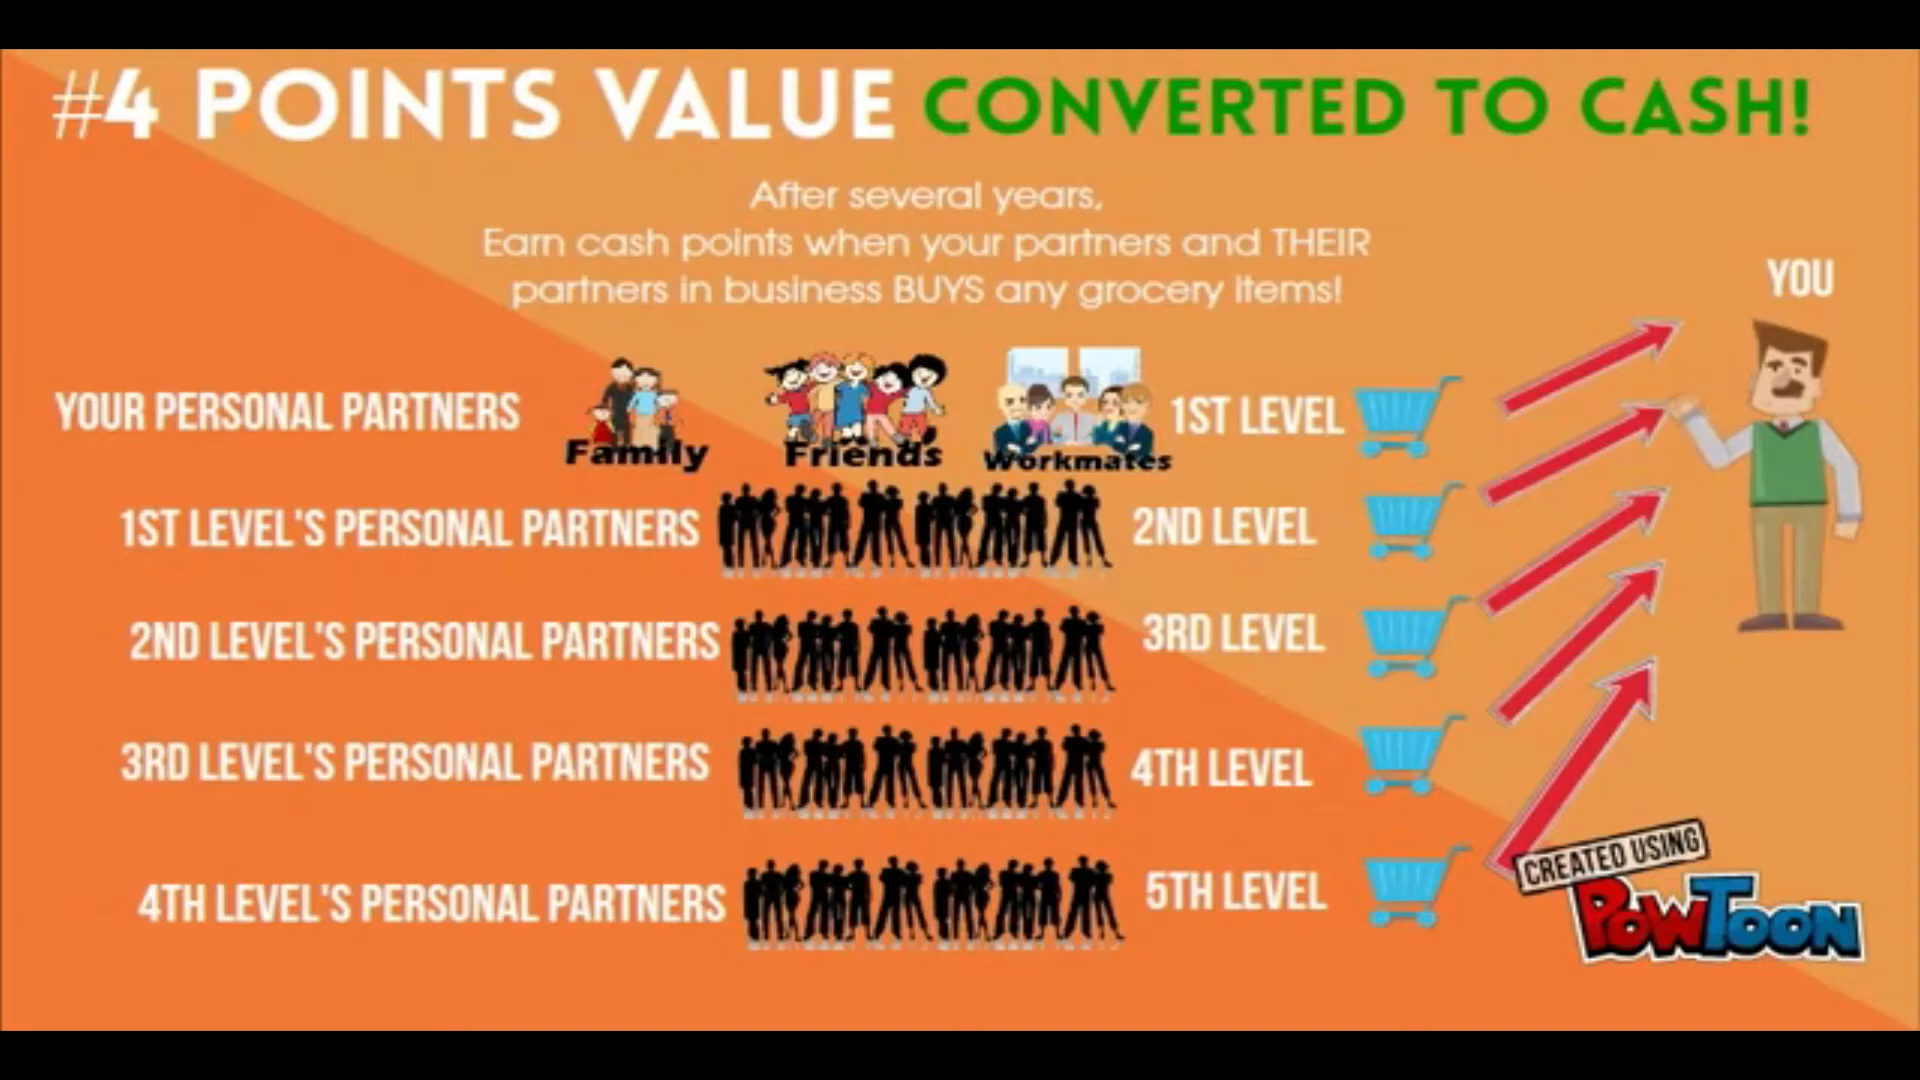 #4 POINTS VALUE CONVERTED TO CASH!
After several years,
Earn cash points when your partners and THEIR
partners in business BUYS any grocery items!
YOU
YOUR PERSONAL PARTNERS Family Friends Workmates 1ST LEVEL
1ST LEVEL'S PERSONAL PARTNERS 2ND LEVEL
2ND LEVEL'S PERSONAL PARTNERS 3RD LEVEL
3RD LEVEL'S PERSONAL PARTNERS 4TH LEVEL
4TH LEVEL'S PERSONAL PARTNERS 5TH LEVEL
CREATED USING
POWTOON